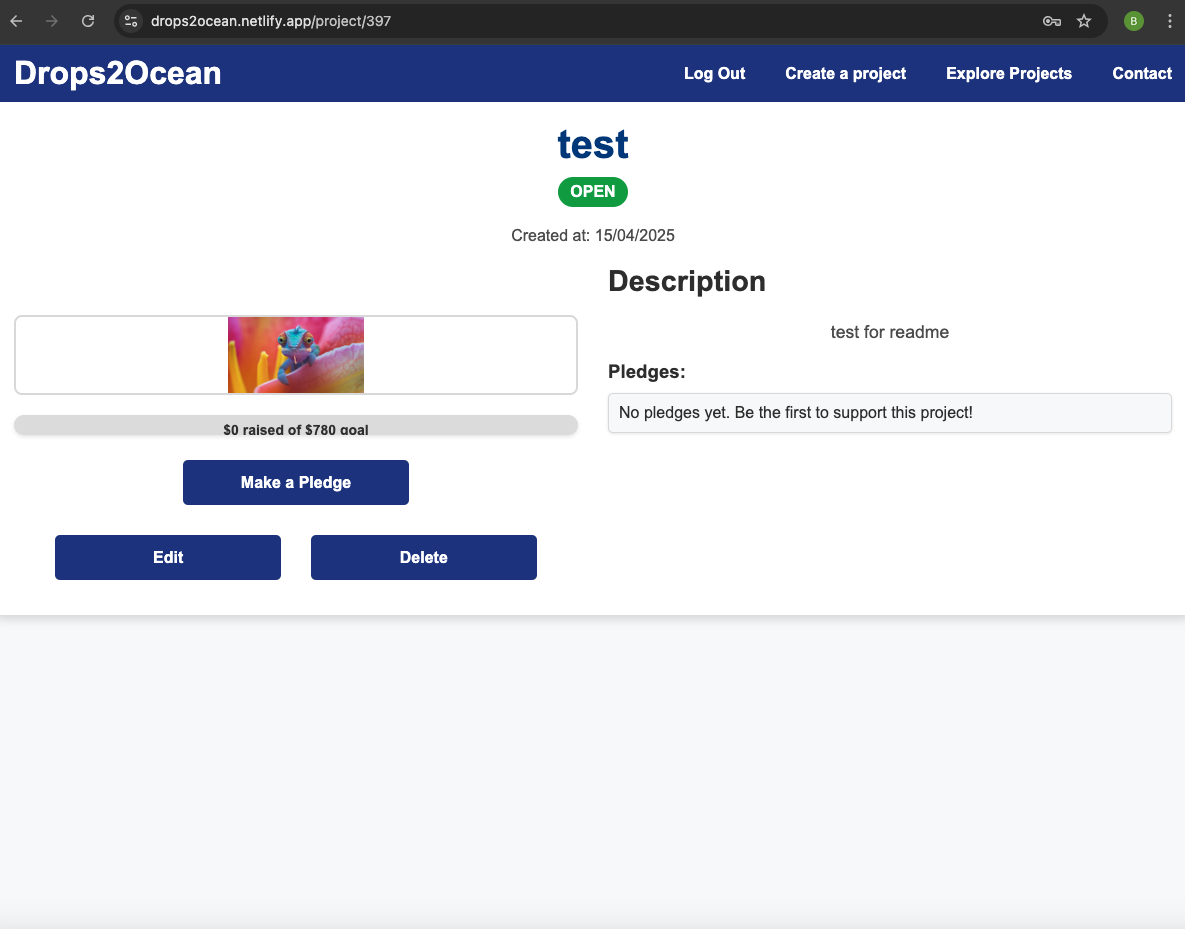 drops2ocean.netlify.app/project/397
B
Drops2Ocean
Log Out
Create a project
Explore Projects
Contact
test
OPEN
Created at: 15/04/2025
$0 raised of $780 goal
Make a Pledge
Edit
Delete
Description
test for readme
Pledges:
No pledges yet. Be the first to support this project!